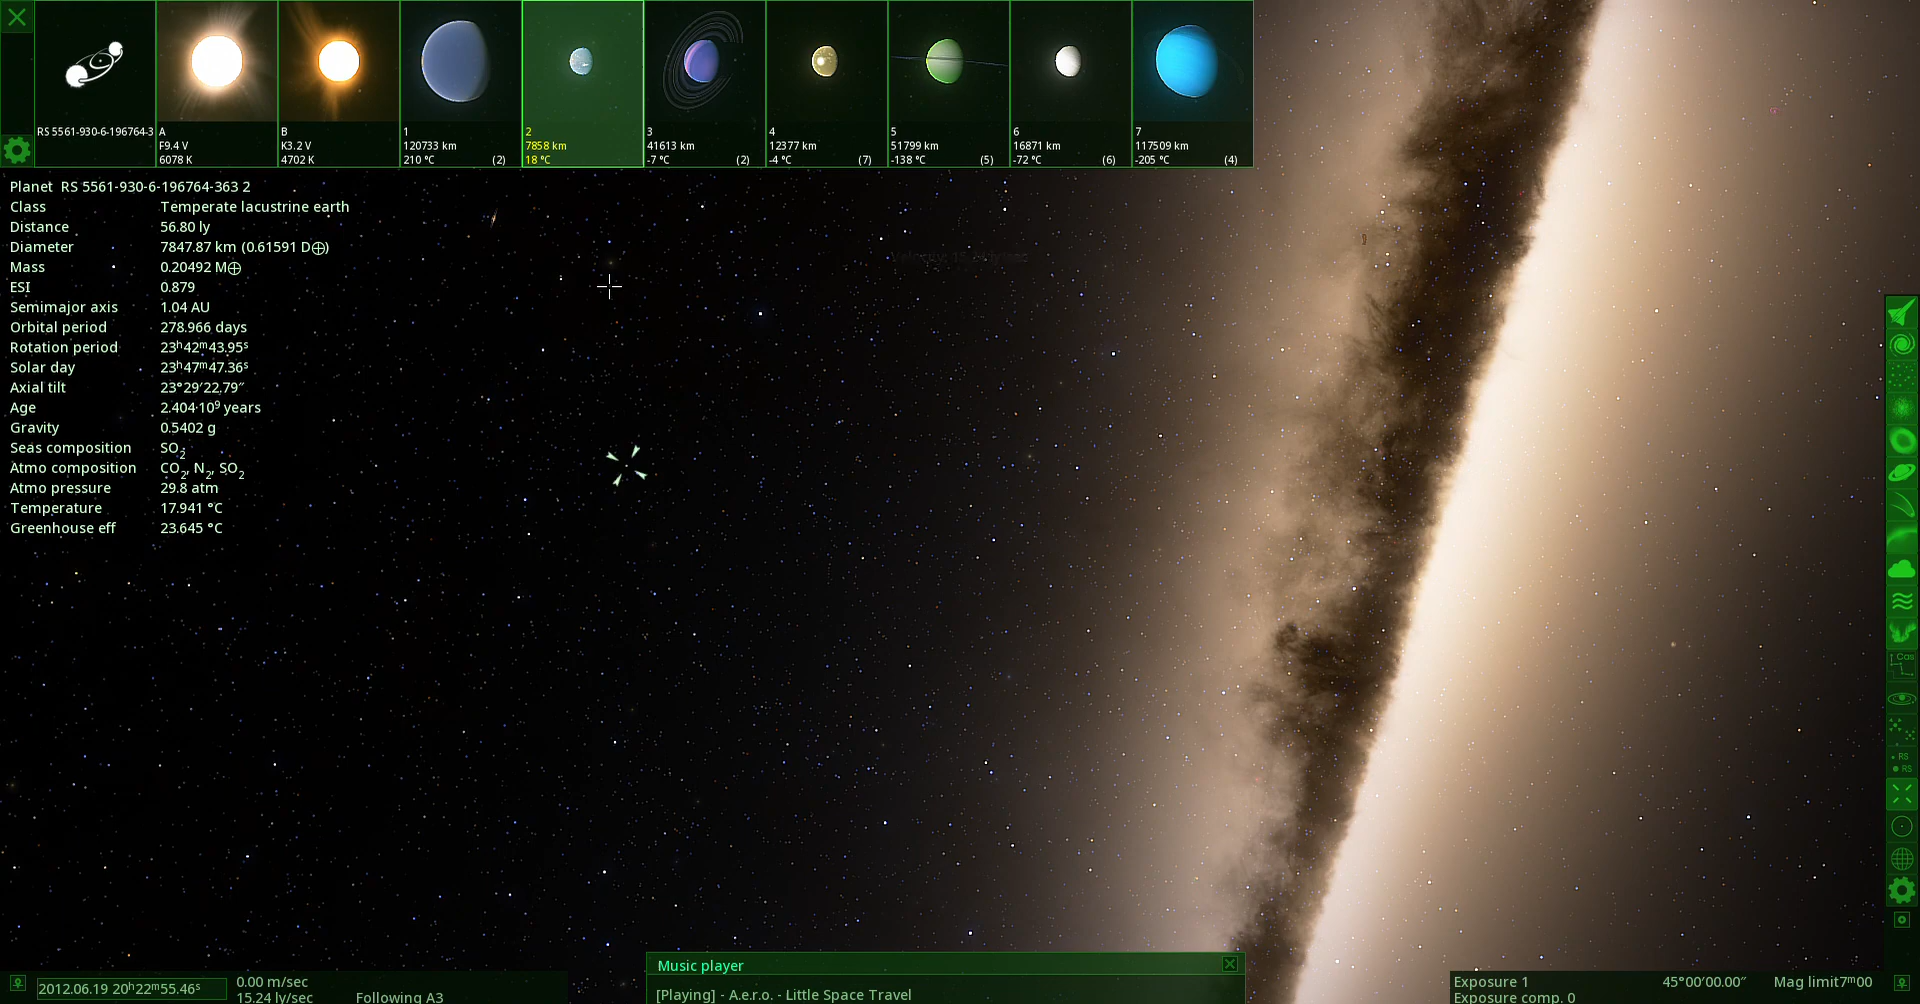 RS 5561-930-6-196764-3
A
F9.4 V
6078 K
B
K3.2 V
4702 K
1
120733 km
210 °C (2)
2
7858 km
18 °C
3
41613 km
-7 °C (2)
4
12377 km
-4 °C (7)
5
51799 km
-138 °C (5)
6
16871 km
-72 °C (6)
7
117509 km
-205 °C (4)
Planet RS 5561-930-6-196764-363 2
Class Temperate lacustrine earth
Distance 56.80 ly
Diameter 7847.87 km (0.61591 D⊕)
Mass 0.20492 M⊕
ESI 0.879
Semimajor axis 1.04 AU
Orbital period 278.966 days
Rotation period 23ʰ42ᵐ43.95ˢ
Solar day 23ʰ47ᵐ47.36ˢ
Axial tilt 23°29′22.79″
Age 2.404·10⁹ years
Gravity 0.5402 g
Seas composition SO₂
Atmo composition CO₂, N₂, SO₂
Atmo pressure 29.8 atm
Temperature 17.941 °C
Greenhouse eff 23.645 °C
Cas
RS
RS
2012.06.19 20ʰ22ᵐ55.46ˢ
0.00 m/sec
15.24 ly/sec Following A3
Music player
[Playing] - A.e.r.o. - Little Space Travel
Exposure 1 45°00′00.00″ Mag limit7ᵐ00
Exposure comp. 0